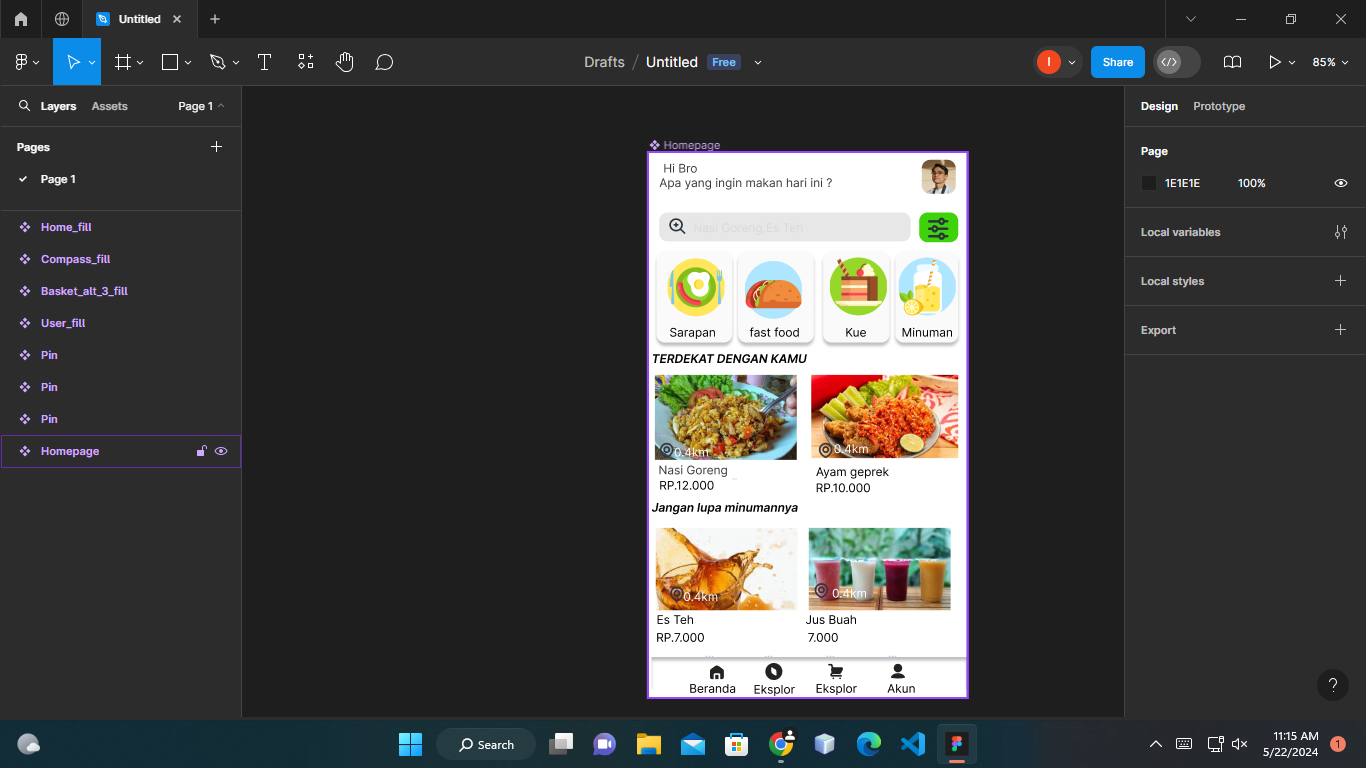 Untitled
Drafts / Untitled Free
I
Share
85%
Layers Assets Page 1
Design Prototype
Pages
Page 1
Page
1E1E1E 100%
Home_fill
Compass_fill
Basket_alt_3_fill
User_fill
Pin
Pin
Pin
Homepage
Local variables
Local styles
Export
Homepage
Hi Bro
Apa yang ingin makan hari ini ?
Nasi Goreng,Es Teh
Sarapan fast food Kue Minuman
TERDEKAT DENGAN KAMU
0.4km 0.4km
Nasi Goreng Ayam geprek
RP.12.000 RP.10.000
Jangan lupa minumannya
0.4km 0.4km
Es Teh Jus Buah
RP.7.000 7.000
Beranda Eksplor Eksplor Akun
?
Search
11:15 AM
5/22/2024
1